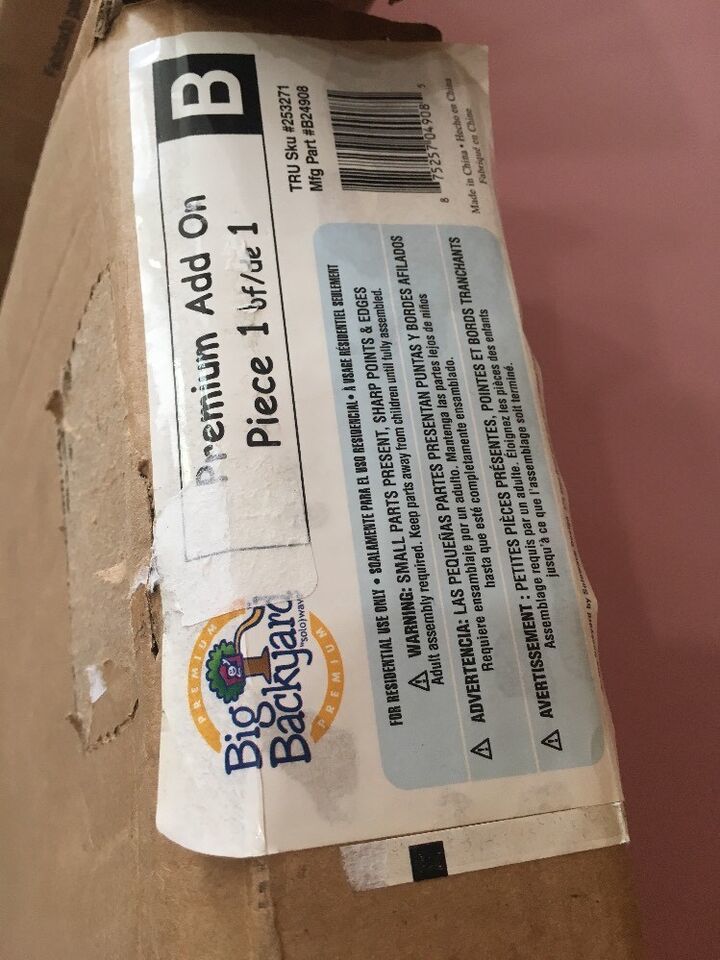 B
Premium Add On
Piece 1 of/de 1
TRU Sku #253271
Mfg Part #B24908
8 75257 04908 5
Made in China • Hecho en China
Fabriqué en Chine
PREMIUM
Big
Backyard
PREMIUM
FOR RESIDENTIAL USE ONLY • SOALAMENTE PARA EL USO RESIDENCIAL • À USAGE RÉSIDENTIEL SEULEMENT
WARNING: SMALL PARTS PRESENT, SHARP POINTS & EDGES
Adult assembly required. Keep parts away from children until fully assembled.
ADVERTENCIA: LAS PEQUEÑAS PARTES PRESENTAN PUNTAS Y BORDES AFILADOS
Requiere ensamblaje por un adulto. Mantenga las partes lejos de niños
hasta que esté completamente ensamblado.
AVERTISSEMENT : PETITES PIÈCES PRÉSENTES, POINTES ET BORDS TRANCHANTS
Assemblage requis par un adulte. Éloignez les pièces des enfants
jusqu'à ce que l'assemblage soit terminé.